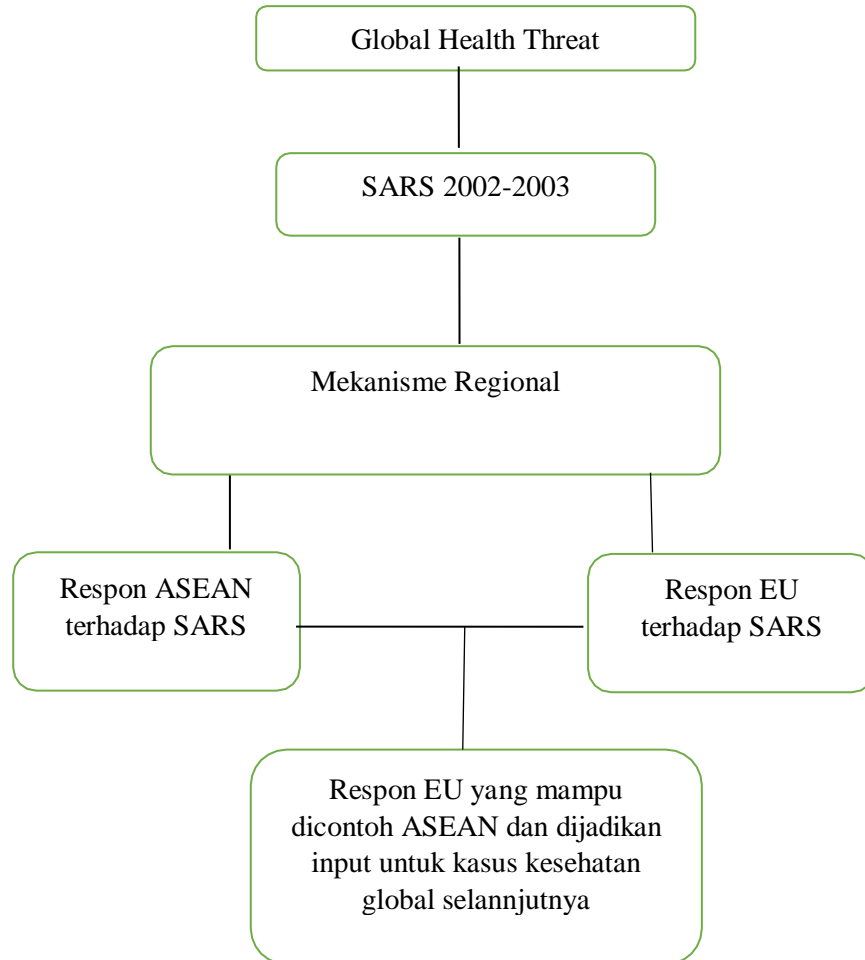 Global Health Threat
SARS 2002-2003
Mekanisme Regional
Respon ASEAN
terhadap SARS
Respon EU
terhadap SARS
Respon EU yang mampu
dicontoh ASEAN dan dijadikan
input untuk kasus kesehatan
global selannjutnya